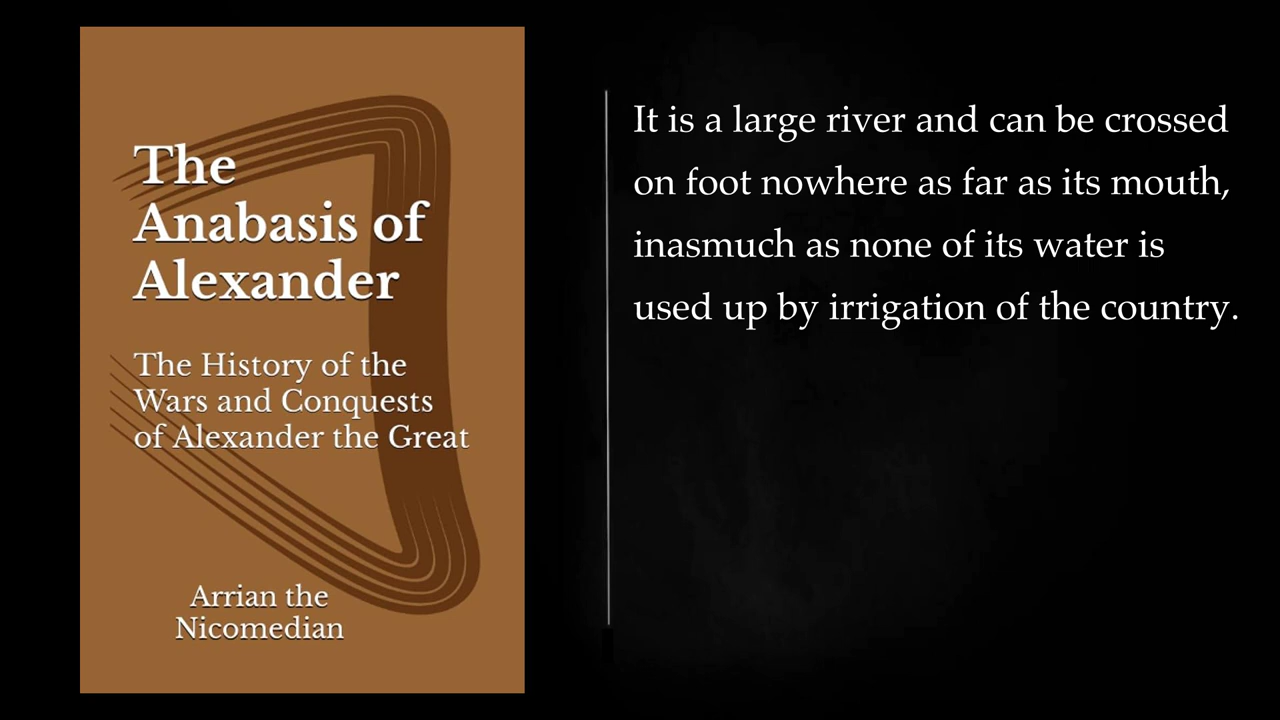 The
Anabasis of
Alexander
The History of the
Wars and Conquests
of Alexander the Great
Arrian the
Nicomedian
It is a large river and can be crossed
on foot nowhere as far as its mouth,
inasmuch as none of its water is
used up by irrigation of the country.